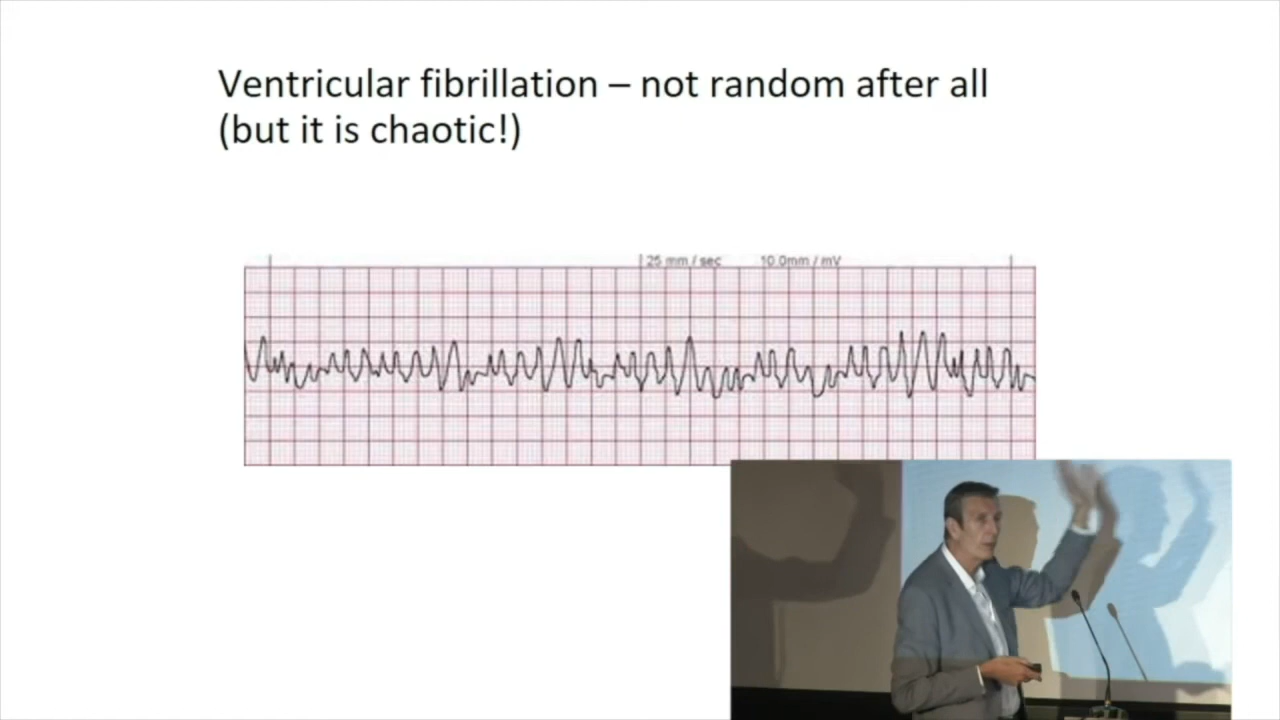 Ventricular fibrillation – not random after all
(but it is chaotic!)
25 mm / sec 10.0mm / mV